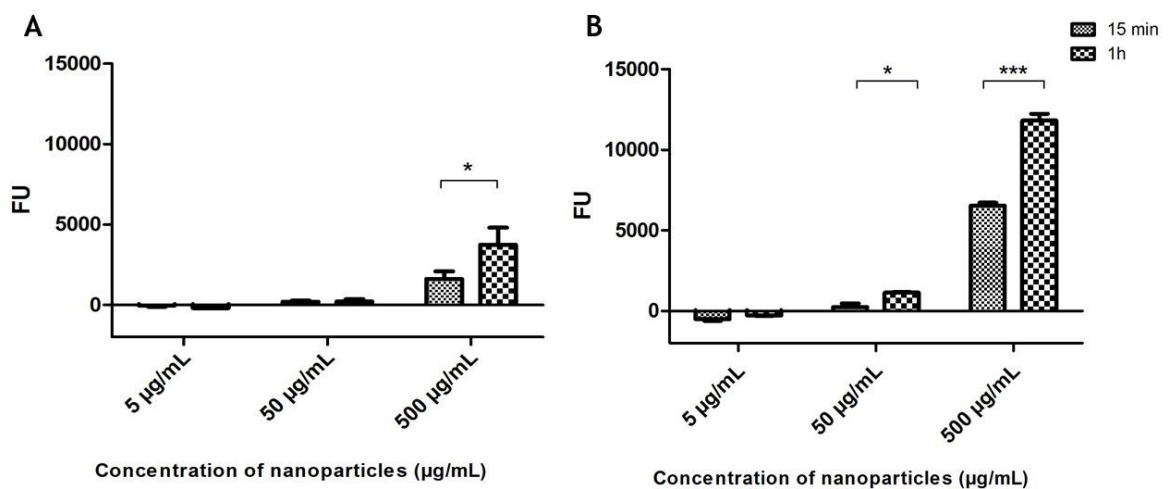 A
15000
10000
5000
0
FU
*
5 µg/mL
50 µg/mL
500 µg/mL
Concentration of nanoparticles (µg/mL)
B
15 min
1h
15000
10000
5000
0
FU
*
***
5 µg/mL
50 µg/mL
500 µg/mL
Concentration of nanoparticles (µg/mL)